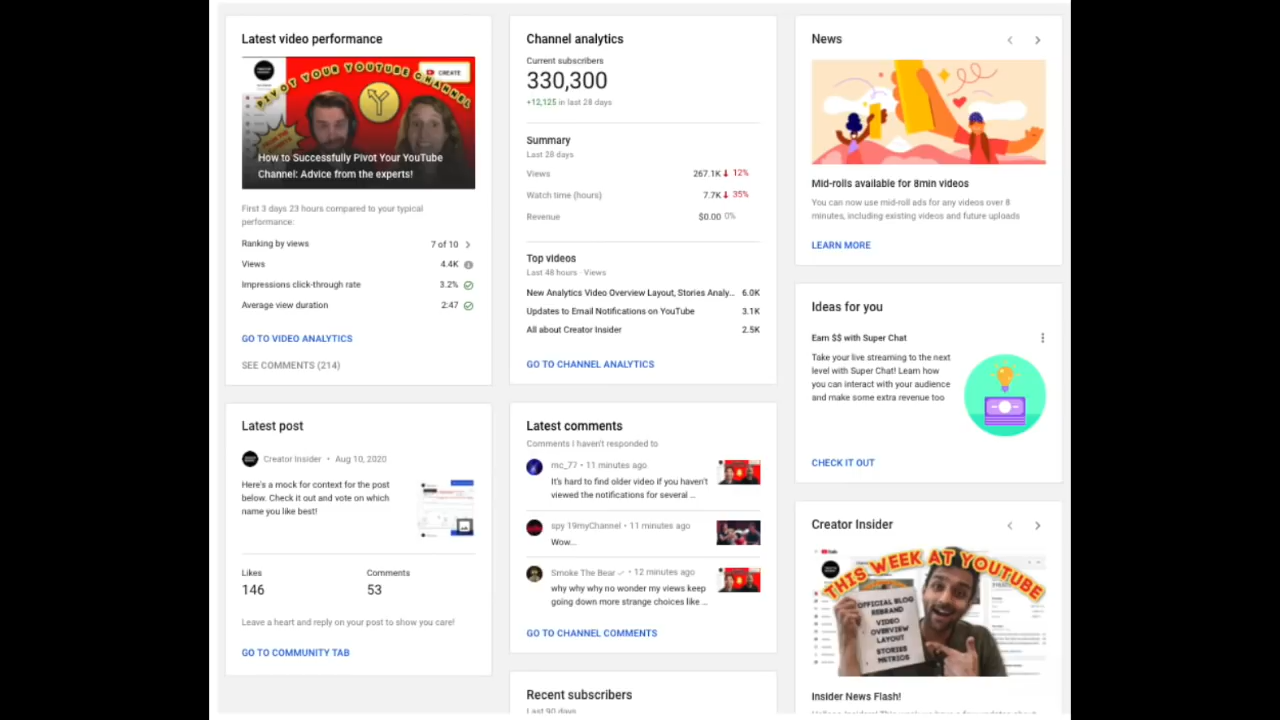 Latest video performance
PIVOT YOUR YOUTUBE CHANNEL
CREATE
How to Successfully Pivot Your YouTube
Channel: Advice from the experts!
First 3 days 23 hours compared to your typical
performance:
Ranking by views 7 of 10
Views 4.4K
Impressions click-through rate 3.2%
Average view duration 2:47
GO TO VIDEO ANALYTICS
SEE COMMENTS (214)
Latest post
Creator Insider • Aug 10, 2020
Here's a mock for context for the post
below. Check it out and vote on which
name you like best!
Likes Comments
146 53
Leave a heart and reply on your post to show you care!
GO TO COMMUNITY TAB
Channel analytics
Current subscribers
330,300
+12,125 in last 28 days
Summary
Last 28 days
Views 267.1K 12%
Watch time (hours) 7.7K 35%
Revenue $0.00 0%
Top videos
Last 48 hours · Views
New Analytics Video Overview Layout, Stories Analy... 6.0K
Updates to Email Notifications on YouTube 3.1K
All about Creator Insider 2.5K
GO TO CHANNEL ANALYTICS
Latest comments
Comments I haven't responded to
mc_77 • 11 minutes ago
It's hard to find older video if you haven't
viewed the notifications for several ...
spy 19myChannel • 11 minutes ago
Wow...
Smoke The Bear • 12 minutes ago
why why why no wonder my views keep
going down more strange choices like ...
GO TO CHANNEL COMMENTS
Recent subscribers
Last 90 days
News
Mid-rolls available for 8min videos
You can now use mid-roll ads for any videos over 8
minutes, including existing videos and future uploads
LEARN MORE
Ideas for you
Earn $$ with Super Chat
Take your live streaming to the next
level with Super Chat! Learn how
you can interact with your audience
and make some extra revenue too
CHECK IT OUT
Creator Insider
THIS WEEK AT YOUTUBE
OFFICIAL BLOG
REBRAND
VIDEO
OVERVIEW
LAYOUT
STORIES
METRICS
Insider News Flash!